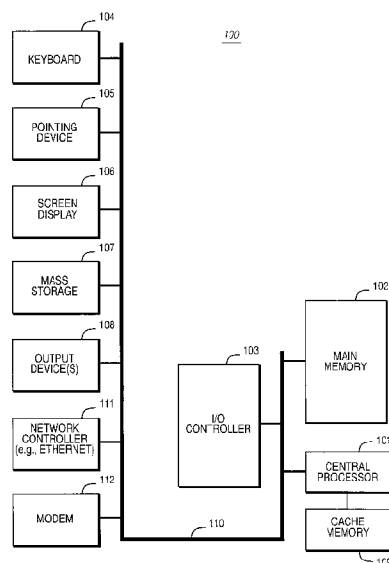 104
100
KEYBOARD
105
POINTING
DEVICE
106
SCREEN
DISPLAY
107
MASS
STORAGE
102
108
103
OUTPUT
DEVICE(S)
MAIN
MEMORY
111
I/O
CONTROLLER
NETWORK
CONTROLLER
(e.g., ETHERNET)
CENTRAL
PROCESSOR
112
MODEM
110
CACHE
MEMORY